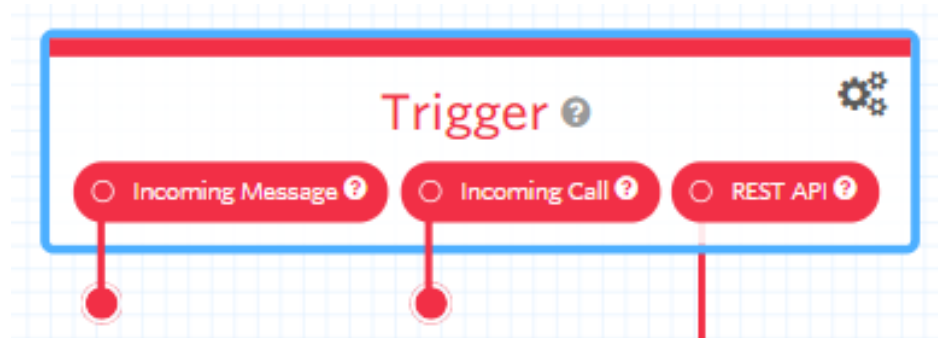 Trigger ?
Incoming Message ? Incoming Call ? REST API ?